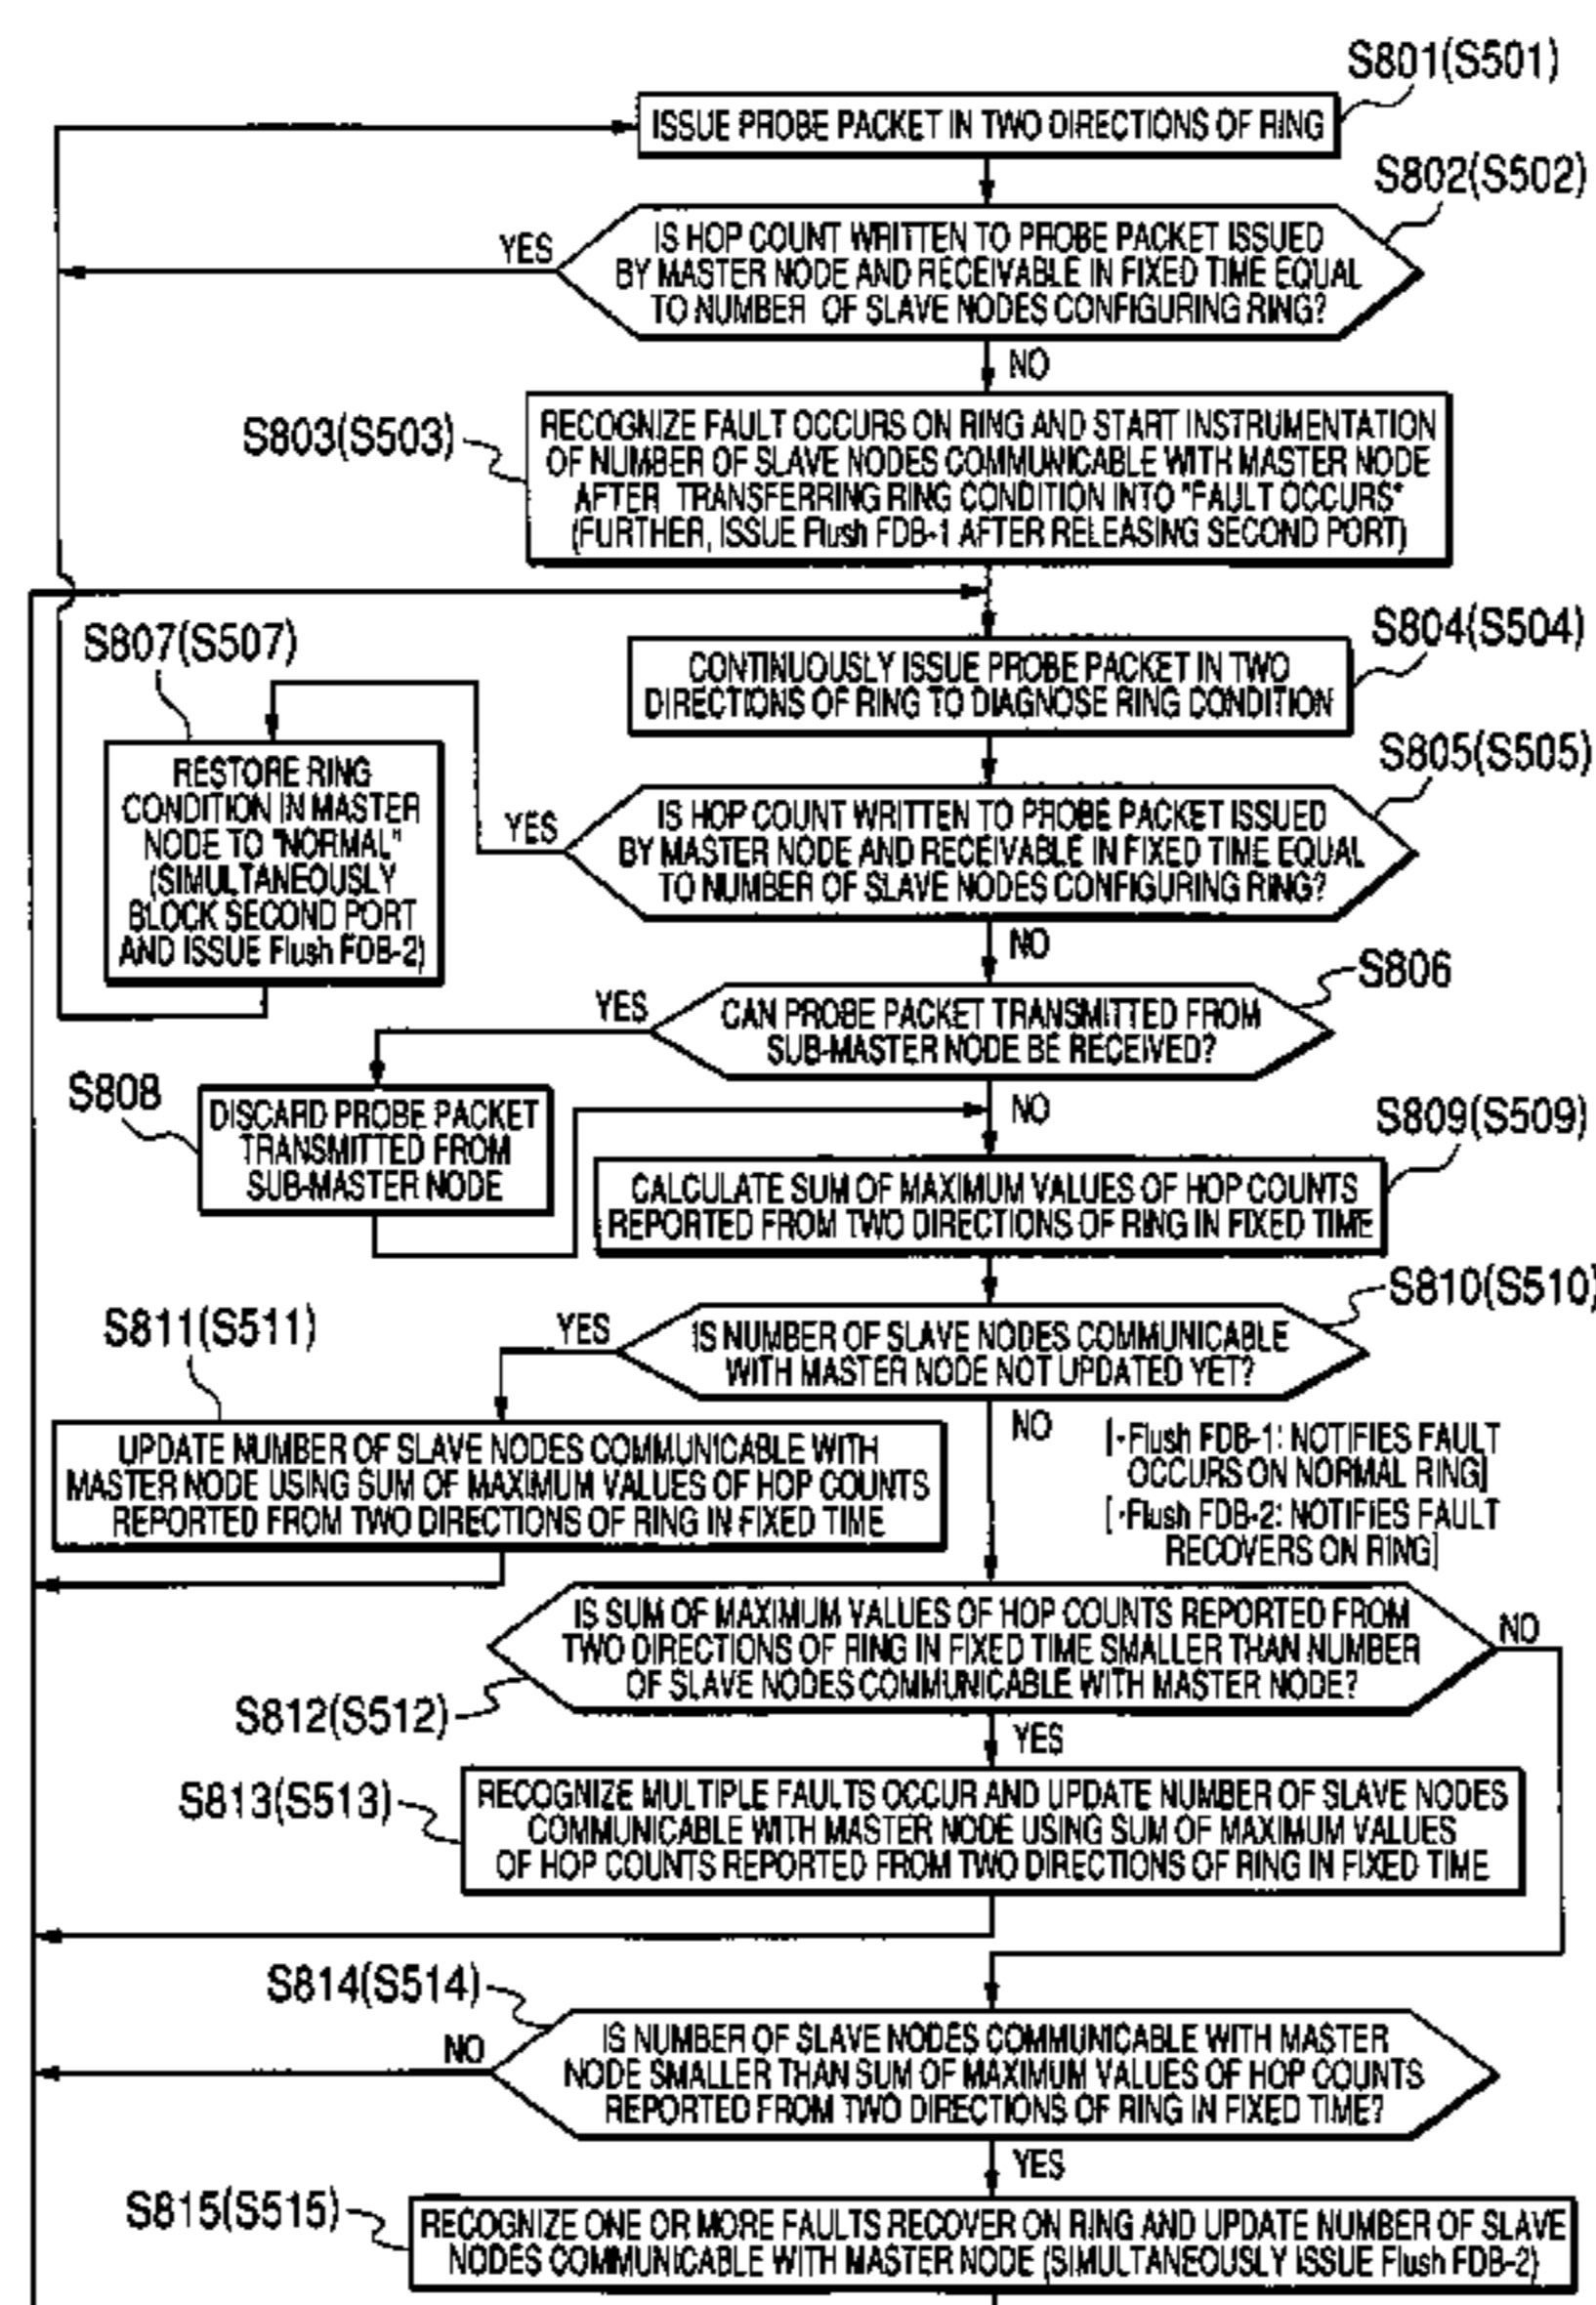 S801(S501)
ISSUE PROBE PACKET IN TWO DIRECTIONS OF RING
S802(S502)
IS HOP COUNT WRITTEN TO PROBE PACKET ISSUED
BY MASTER NODE AND RECEIVABLE IN FIXED TIME EQUAL
TO NUMBER OF SLAVE NODES CONFIGURING RING?
YES
NO
S803(S503)
RECOGNIZE FAULT OCCURS ON RING AND START INSTRUMENTATION
OF NUMBER OF SLAVE NODES COMMUNICABLE WITH MASTER NODE
AFTER TRANSFERRING RING CONDITION INTO "FAULT OCCURS"
(FURTHER, ISSUE Flush FDB-1 AFTER RELEASING SECOND PORT)
S804(S504)
CONTINUOUSLY ISSUE PROBE PACKET IN TWO
DIRECTIONS OF RING TO DIAGNOSE RING CONDITION
S807(S507)
RESTORE RING
CONDITION IN MASTER
NODE TO "NORMAL"
(SIMULTANEOUSLY
BLOCK SECOND PORT
AND ISSUE Flush FDB-2)
S805(S505)
YES
IS HOP COUNT WRITTEN TO PROBE PACKET ISSUED
BY MASTER NODE AND RECEIVABLE IN FIXED TIME EQUAL
TO NUMBER OF SLAVE NODES CONFIGURING RING?
NO
S806
YES
CAN PROBE PACKET TRANSMITTED FROM
SUB-MASTER NODE BE RECEIVED?
NO
S808
DISCARD PROBE PACKET
TRANSMITTED FROM
SUB-MASTER NODE
S809(S509)
CALCULATE SUM OF MAXIMUM VALUES OF HOP COUNTS
REPORTED FROM TWO DIRECTIONS OF RING IN FIXED TIME
S810(S510)
YES
IS NUMBER OF SLAVE NODES COMMUNICABLE
WITH MASTER NODE NOT UPDATED YET?
NO
S811(S511)
UPDATE NUMBER OF SLAVE NODES COMMUNICABLE WITH
MASTER NODE USING SUM OF MAXIMUM VALUES OF HOP COUNTS
REPORTED FROM TWO DIRECTIONS OF RING IN FIXED TIME
[·Flush FDB-1: NOTIFIES FAULT
OCCURS ON NORMAL RING]
[·Flush FDB-2: NOTIFIES FAULT
RECOVERS ON RING]
IS SUM OF MAXIMUM VALUES OF HOP COUNTS REPORTED FROM
TWO DIRECTIONS OF RING IN FIXED TIME SMALLER THAN NUMBER
OF SLAVE NODES COMMUNICABLE WITH MASTER NODE?
NO
S812(S512)
YES
S813(S513)
RECOGNIZE MULTIPLE FAULTS OCCUR AND UPDATE NUMBER OF SLAVE NODES
COMMUNICABLE WITH MASTER NODE USING SUM OF MAXIMUM VALUES
OF HOP COUNTS REPORTED FROM TWO DIRECTIONS OF RING IN FIXED TIME
S814(S514)
NO
IS NUMBER OF SLAVE NODES COMMUNICABLE WITH MASTER
NODE SMALLER THAN SUM OF MAXIMUM VALUES OF HOP COUNTS
REPORTED FROM TWO DIRECTIONS OF RING IN FIXED TIME?
YES
S815(S515)
RECOGNIZE ONE OR MORE FAULTS RECOVER ON RING AND UPDATE NUMBER OF SLAVE
NODES COMMUNICABLE WITH MASTER NODE (SIMULTANEOUSLY ISSUE Flush FDB-2)